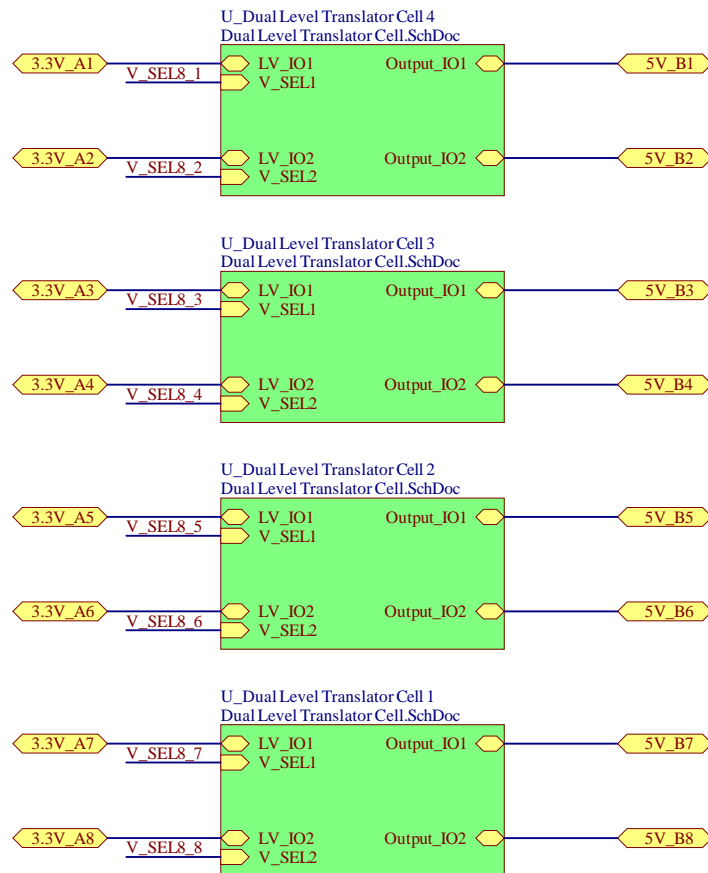 U_Dual Level Translator Cell 4
Dual Level Translator Cell.SchDoc
3.3V_A1 LV_IO1 Output_IO1 5V_B1
V_SEL8_1 V_SEL1
3.3V_A2 LV_IO2 Output_IO2 5V_B2
V_SEL8_2 V_SEL2
U_Dual Level Translator Cell 3
Dual Level Translator Cell.SchDoc
3.3V_A3 LV_IO1 Output_IO1 5V_B3
V_SEL8_3 V_SEL1
3.3V_A4 LV_IO2 Output_IO2 5V_B4
V_SEL8_4 V_SEL2
U_Dual Level Translator Cell 2
Dual Level Translator Cell.SchDoc
3.3V_A5 LV_IO1 Output_IO1 5V_B5
V_SEL8_5 V_SEL1
3.3V_A6 LV_IO2 Output_IO2 5V_B6
V_SEL8_6 V_SEL2
U_Dual Level Translator Cell 1
Dual Level Translator Cell.SchDoc
3.3V_A7 LV_IO1 Output_IO1 5V_B7
V_SEL8_7 V_SEL1
3.3V_A8 LV_IO2 Output_IO2 5V_B8
V_SEL8_8 V_SEL2